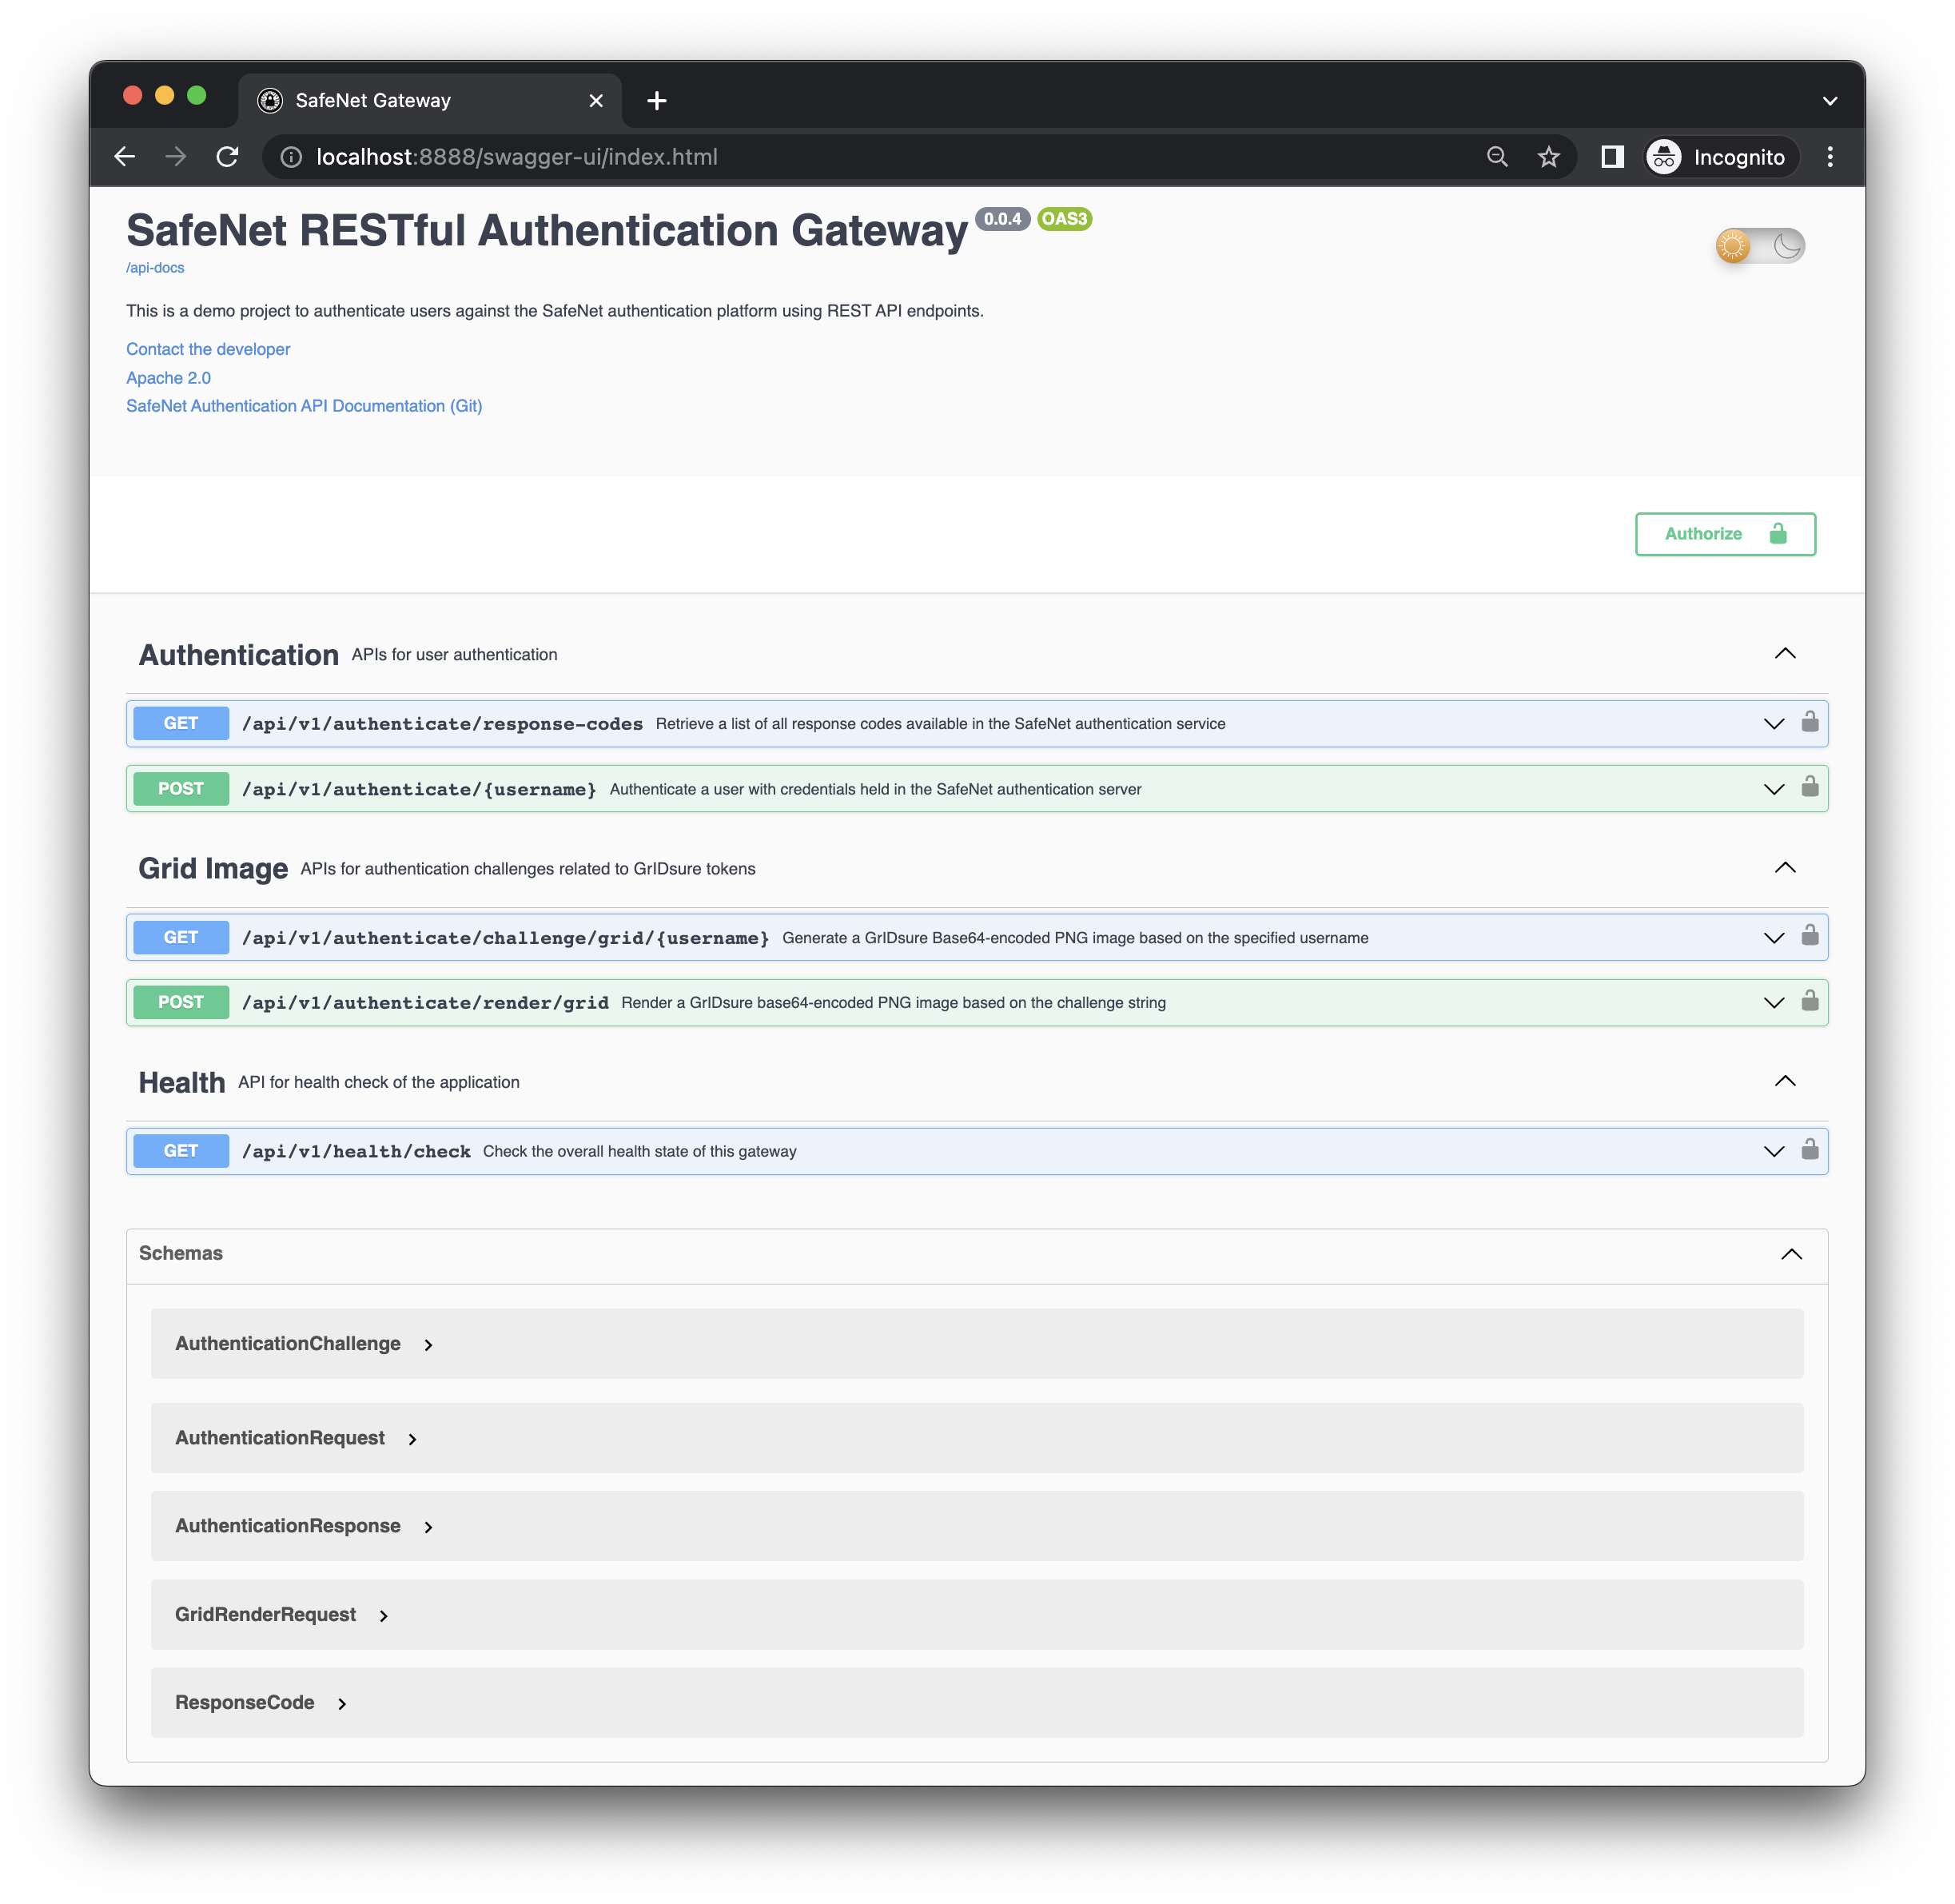 SafeNet Gateway
localhost:8888/swagger-ui/index.html
Incognito
SafeNet RESTful Authentication Gateway 0.0.4 OAS3
/api-docs
This is a demo project to authenticate users against the SafeNet authentication platform using REST API endpoints.
Contact the developer
Apache 2.0
SafeNet Authentication API Documentation (Git)
Authorize
Authentication APIs for user authentication
GET /api/v1/authenticate/response-codes Retrieve a list of all response codes available in the SafeNet authentication service
POST /api/v1/authenticate/{username} Authenticate a user with credentials held in the SafeNet authentication server
Grid Image APIs for authentication challenges related to GrIDsure tokens
GET /api/v1/authenticate/challenge/grid/{username} Generate a GrIDsure Base64-encoded PNG image based on the specified username
POST /api/v1/authenticate/render/grid Render a GrIDsure base64-encoded PNG image based on the challenge string
Health API for health check of the application
GET /api/v1/health/check Check the overall health state of this gateway
Schemas
AuthenticationChallenge
AuthenticationRequest
AuthenticationResponse
GridRenderRequest
ResponseCode